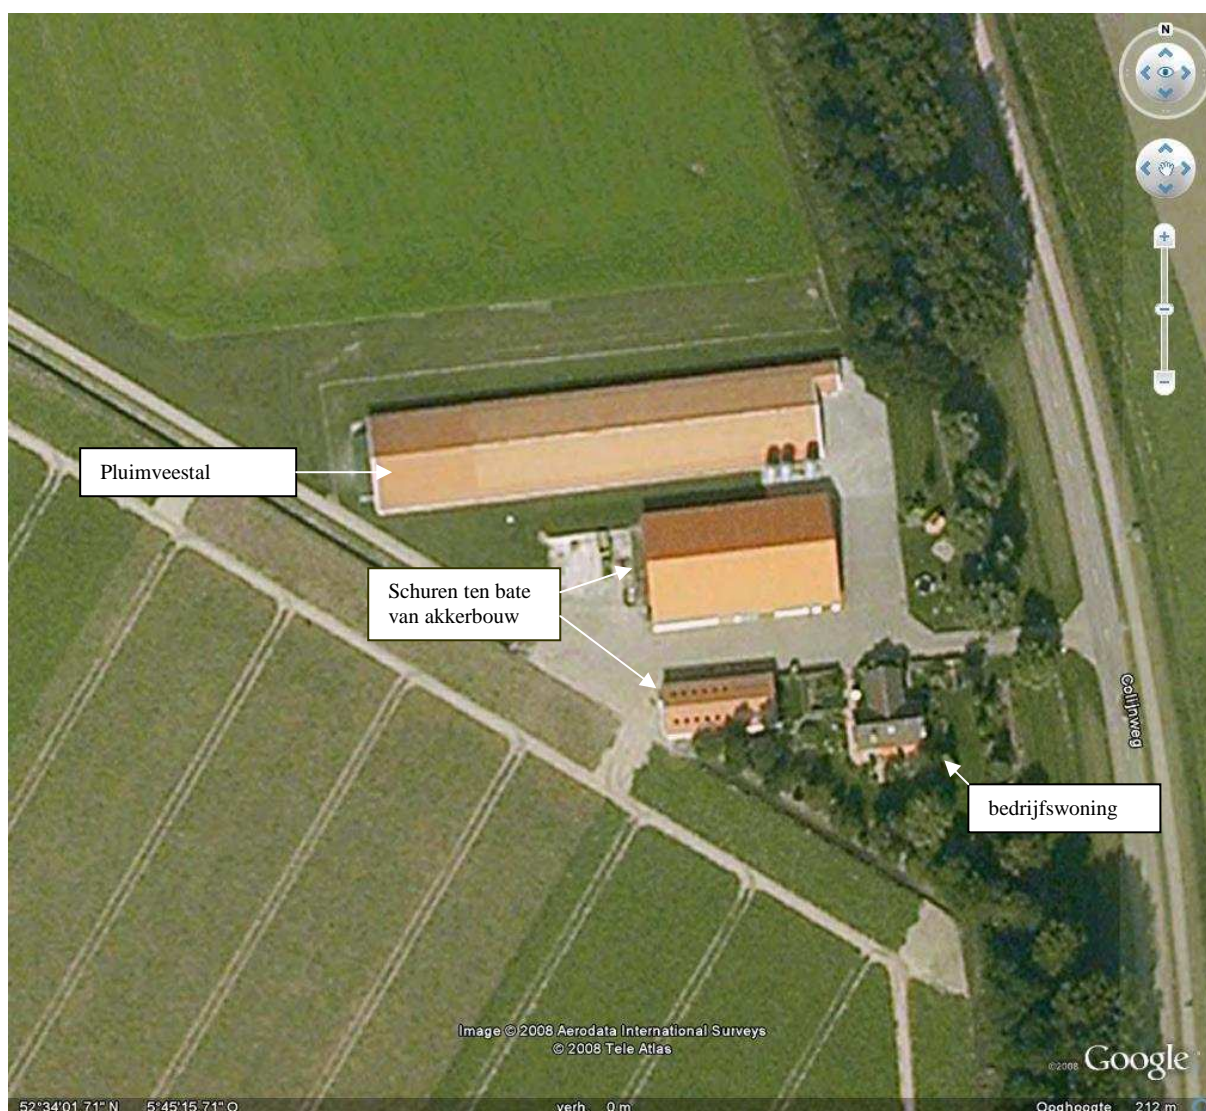 N
Pluimveestal
Schuren ten bate
van akkerbouw
Colijnweg
bedrijfswoning
Image © 2008 Aerodata International Surveys
© 2008 Tele Atlas
©2008 Google
52°34'01.71" N 5°45'15.71" O verh 0 m Ooghoogte 212 m